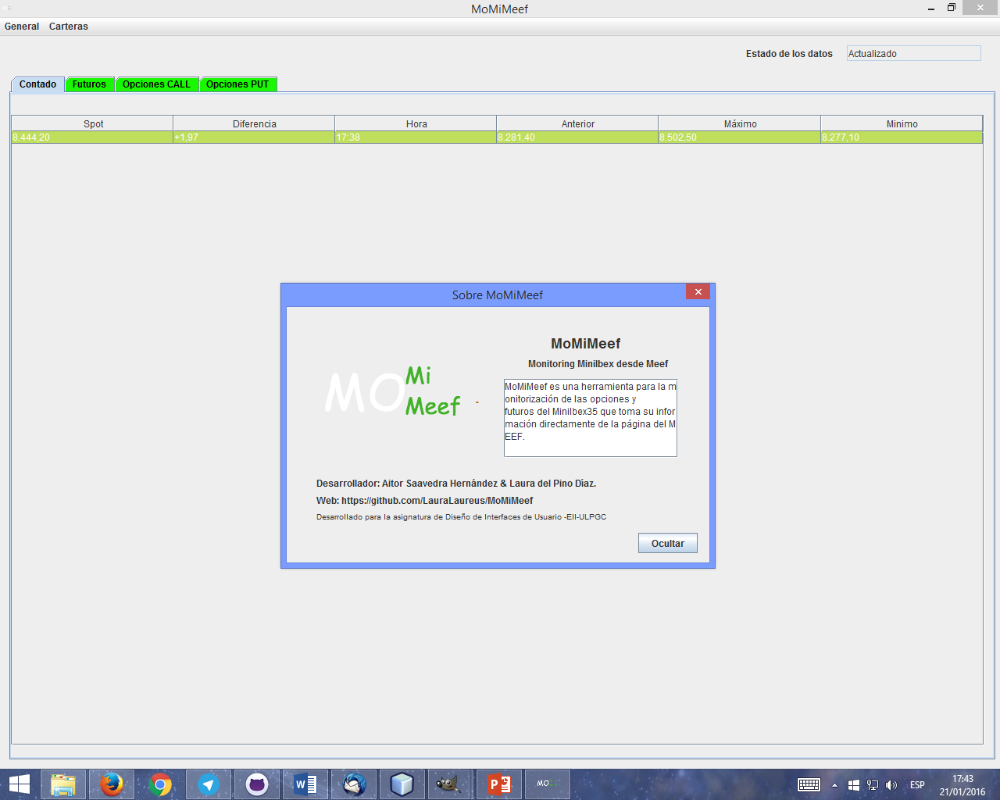 MoMiMeef
General Carteras
Estado de los datos Actualizado
Contado Futuros Opciones CALL Opciones PUT
Spot Diferencia Hora Anterior Máximo Minimo
8.444,20 +1,97 17:38 8.281,40 8.502,50 8.277,10
Sobre MoMiMeef
MoMiMeef
Monitoring MiniIbex desde Meef
MO Mi
Meef
MoMiMeef es una herramienta para la m
onitorización de las opciones y
futuros del MiniIbex35 que toma su infor
mación directamente de la página del M
EEF.
Desarrollador: Aitor Saavedra Hernández & Laura del Pino Díaz.
Web: https://github.com/LauraLaureus/MoMiMeef
Desarrollado para la asignatura de Diseño de Interfaces de Usuario -EII-ULPGC
Ocultar
MO
ESP
17:43
21/01/2016